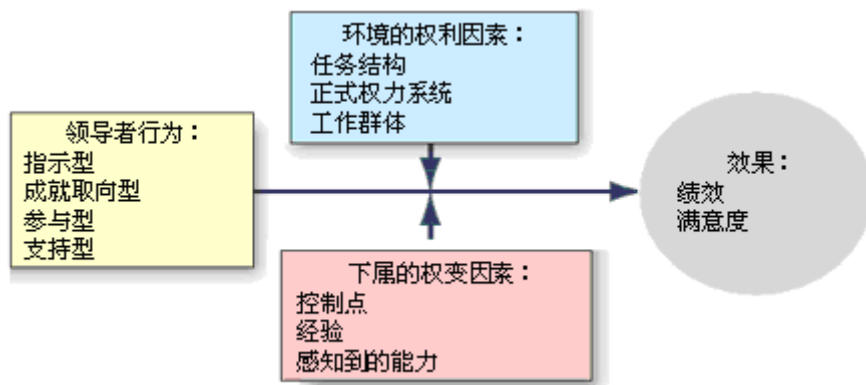 环境的权利因素：
任务结构
正式权力系统
工作群体
领导者行为：
指示型
成就取向型
参与型
支持型
效果：
绩效
满意度
下属的权变因素：
控制点
经验
感知到的能力